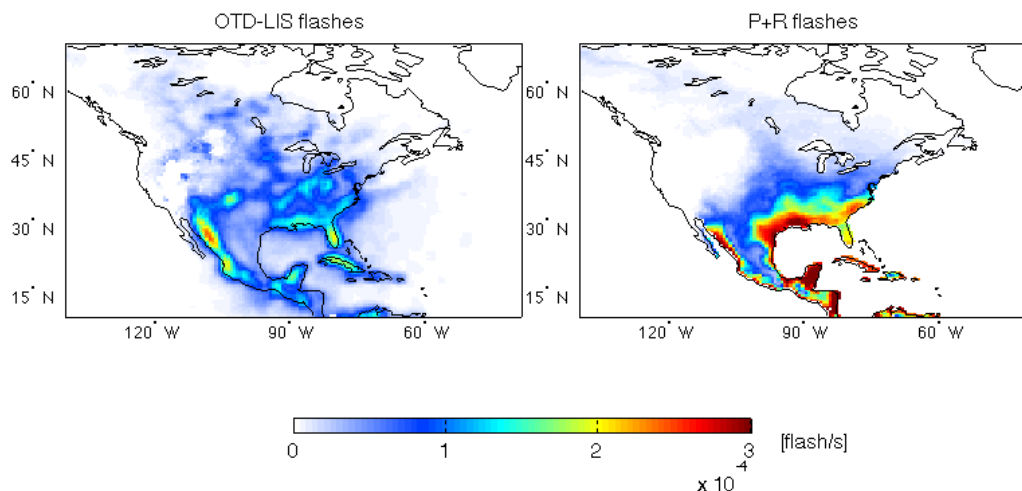 OTD-LIS flashes
P+R flashes
60° N
45° N
30° N
15° N
120° W
90° W
60° W
60° N
45° N
30° N
15° N
120° W
90° W
60° W
0
1
2
3
[flash/s]
x 10⁻⁴